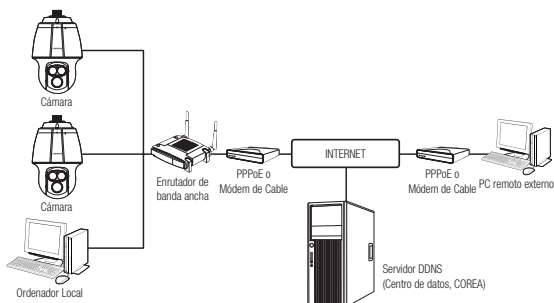 Cámara
Cámara
Ordenador Local
Enrutador de
banda ancha
PPPoE o
Módem de Cable
INTERNET
PPPoE o
Módem de Cable
PC remoto externo
Servidor DDNS
(Centro de datos, COREA)